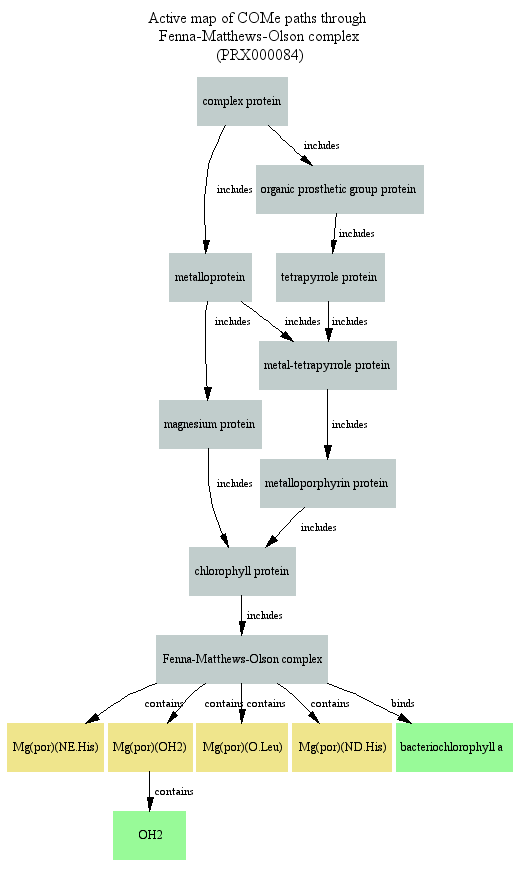 Active map of COMe paths through
Fenna-Matthews-Olson complex
(PRX000084)
complex protein
includes
includes
organic prosthetic group protein
includes
metalloprotein
tetrapyrrole protein
includes
includes
includes
metal-tetrapyrrole protein
magnesium protein
includes
includes
metalloporphyrin protein
includes
chlorophyll protein
includes
Fenna-Matthews-Olson complex
contains
contains
contains
contains
binds
Mg(por)(NE.His)
Mg(por)(OH2)
Mg(por)(O.Leu)
Mg(por)(ND.His)
bacteriochlorophyll a
contains
OH2